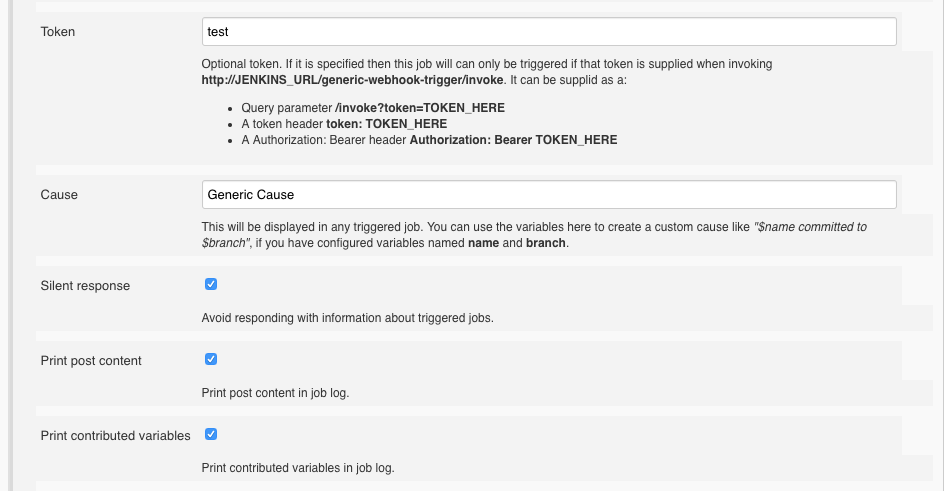 Token
test
Optional token. If it is specified then this job will can only be triggered if that token is supplied when invoking
http://JENKINS_URL/generic-webhook-trigger/invoke. It can be supplid as a:
• Query parameter /invoke?token=TOKEN_HERE
• A token header token: TOKEN_HERE
• A Authorization: Bearer header Authorization: Bearer TOKEN_HERE
Cause
Generic Cause
This will be displayed in any triggered job. You can use the variables here to create a custom cause like "$name committed to
$branch", if you have configured variables named name and branch.
Silent response
Avoid responding with information about triggered jobs.
Print post content
Print post content in job log.
Print contributed variables
Print contributed variables in job log.